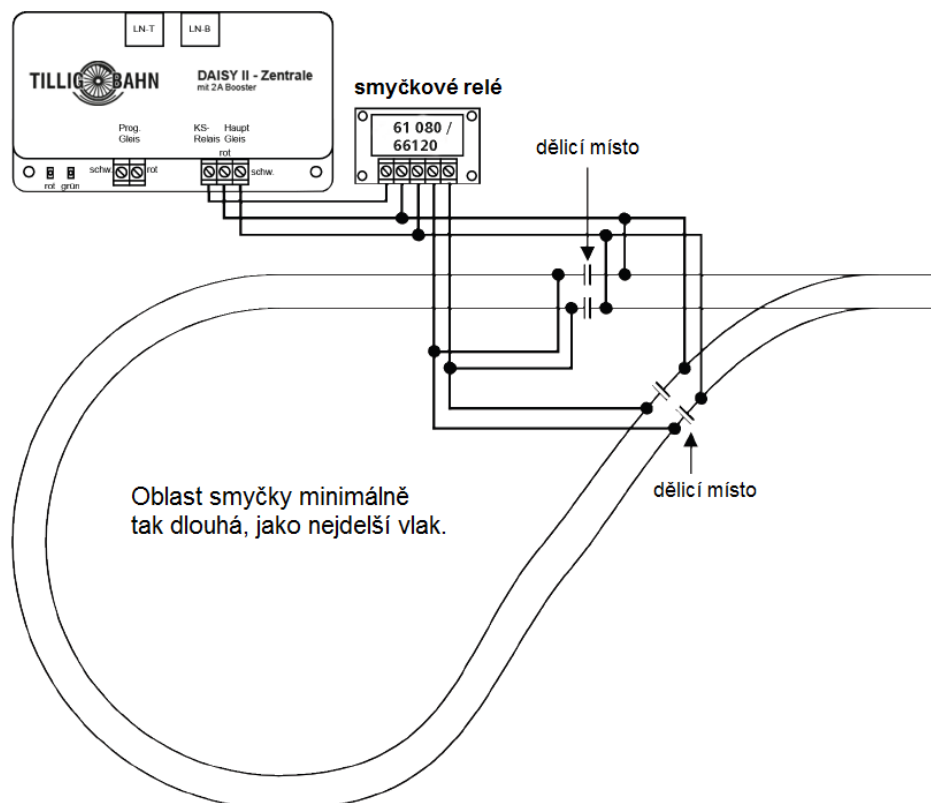 LN-T
LN-B
TILLIG BAHN
DAISY II - Zentrale
mit 2A Booster
Prog.
Gleis
KS-
Relais
Haupt
Gleis
rot
schw.
rot
schw.
rot
grün
smyčkové relé
61 080 /
66120
dělicí místo
dělicí místo
Oblast smyčky minimálně
tak dlouhá, jako nejdelší vlak.